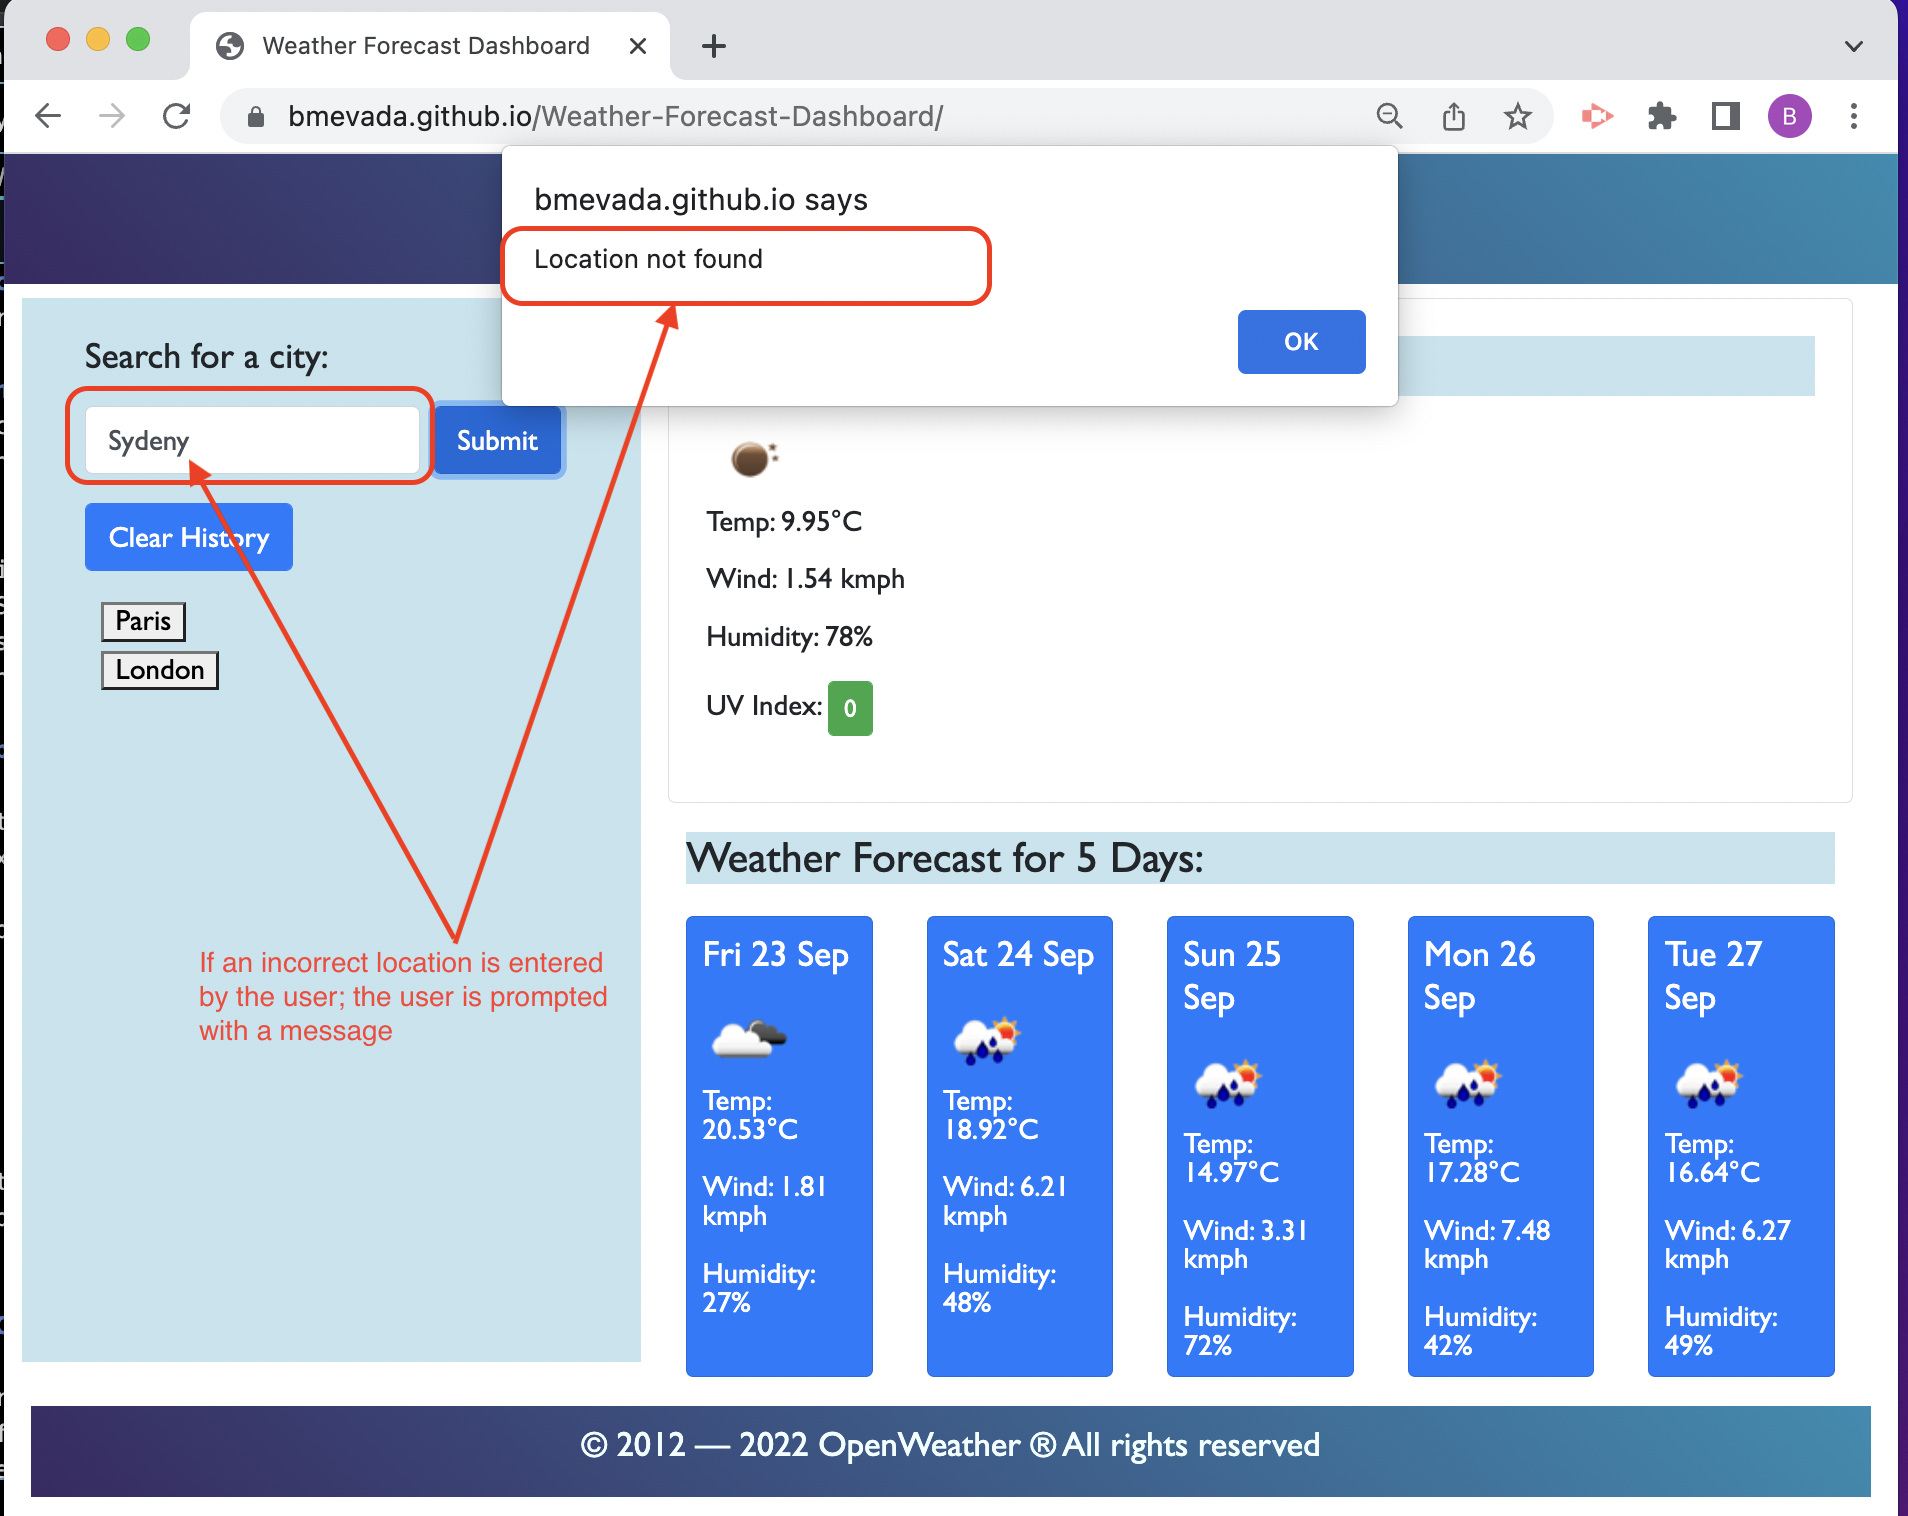 Weather Forecast Dashboard
bmevada.github.io/Weather-Forecast-Dashboard/
B
bmevada.github.io says
Location not found
OK
Search for a city:
Sydeny
Submit
Clear History
Paris
London
If an incorrect location is entered
by the user; the user is prompted
with a message
Temp: 9.95°C
Wind: 1.54 kmph
Humidity: 78%
UV Index: 0
Weather Forecast for 5 Days:
Fri 23 Sep
Temp:
20.53°C
Wind: 1.81
kmph
Humidity:
27%
Sat 24 Sep
Temp:
18.92°C
Wind: 6.21
kmph
Humidity:
48%
Sun 25
Sep
Temp:
14.97°C
Wind: 3.31
kmph
Humidity:
72%
Mon 26
Sep
Temp:
17.28°C
Wind: 7.48
kmph
Humidity:
42%
Tue 27
Sep
Temp:
16.64°C
Wind: 6.27
kmph
Humidity:
49%
© 2012 — 2022 OpenWeather ® All rights reserved